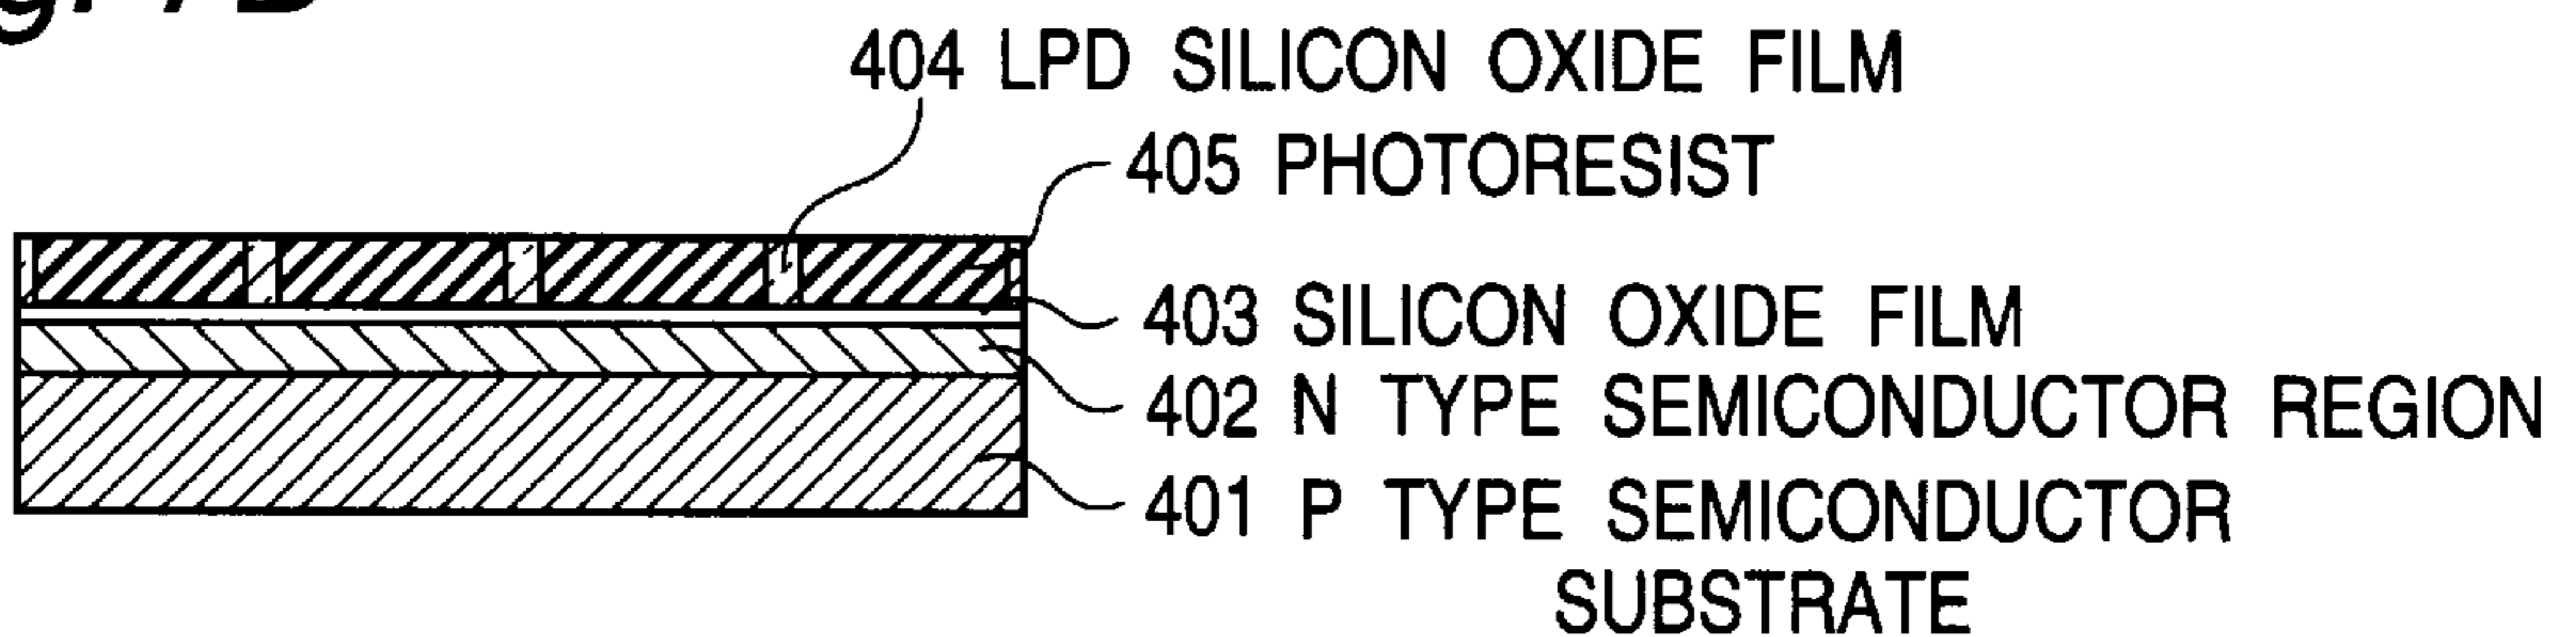 404 LPD SILICON OXIDE FILM
405 PHOTORESIST
403 SILICON OXIDE FILM
402 N TYPE SEMICONDUCTOR REGION
401 P TYPE SEMICONDUCTOR
SUBSTRATE